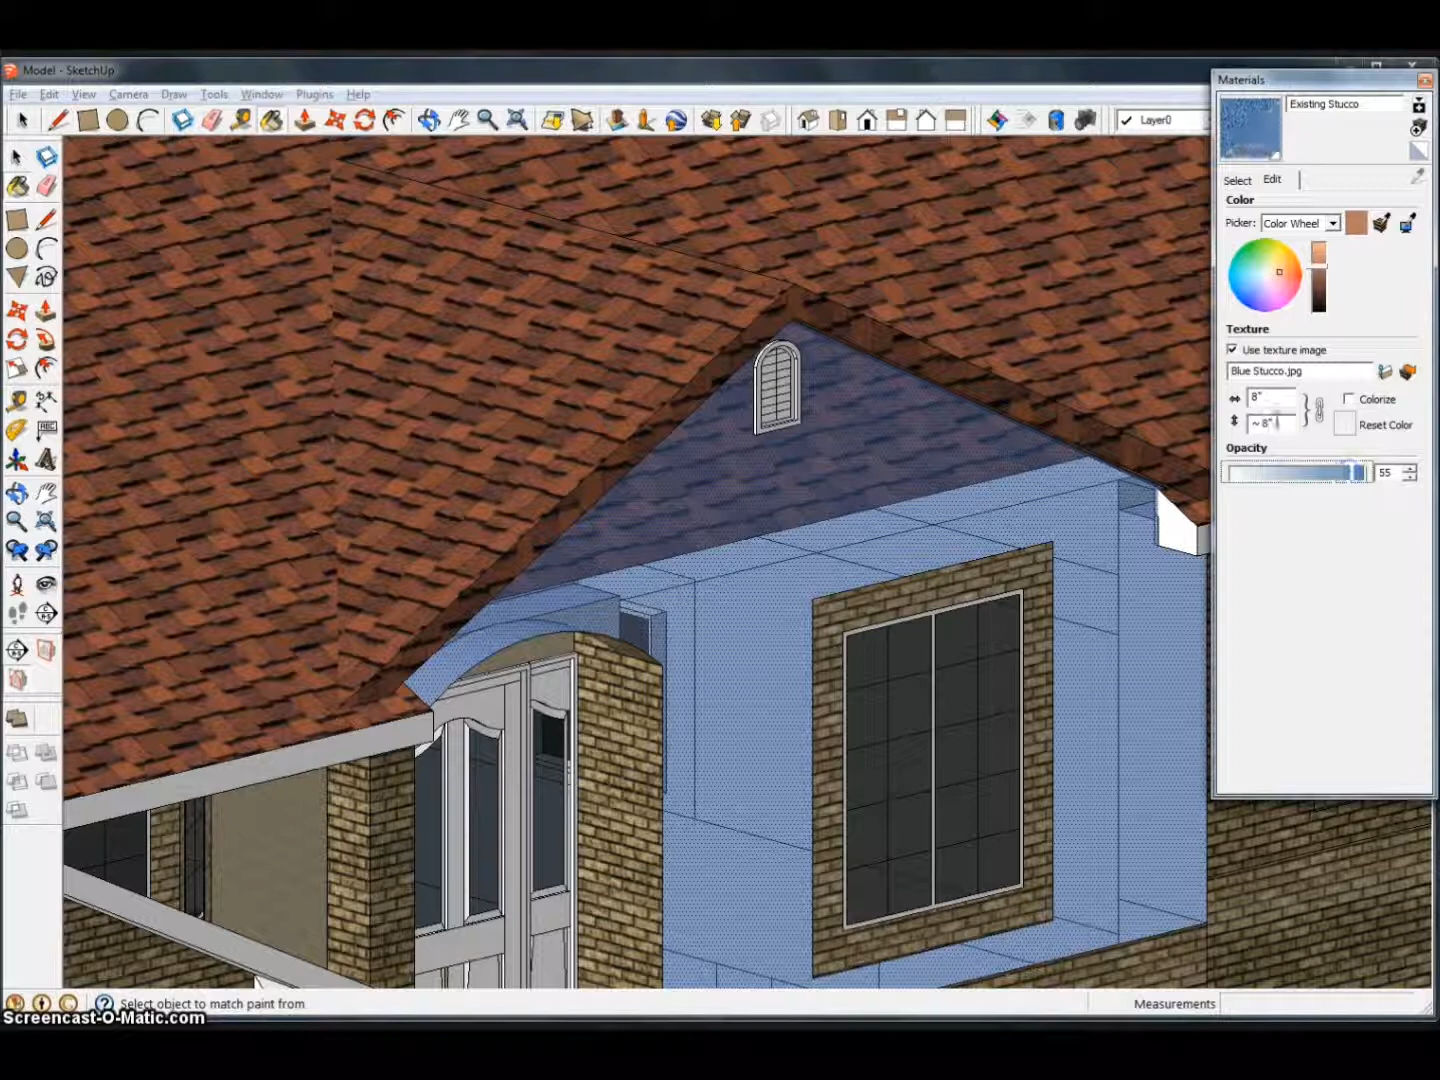 Model - SketchUp
File Edit View Camera Draw Tools Window Plugins Help
Layer0
Materials
Existing Stucco
Select Edit
Color
Picker: Color Wheel
Texture
Use texture image
Blue Stucco.jpg
8" Colorize
~ 8" Reset Color
Opacity
55
ABC
Select object to match paint from
Measurements
Screencast-O-Matic.com